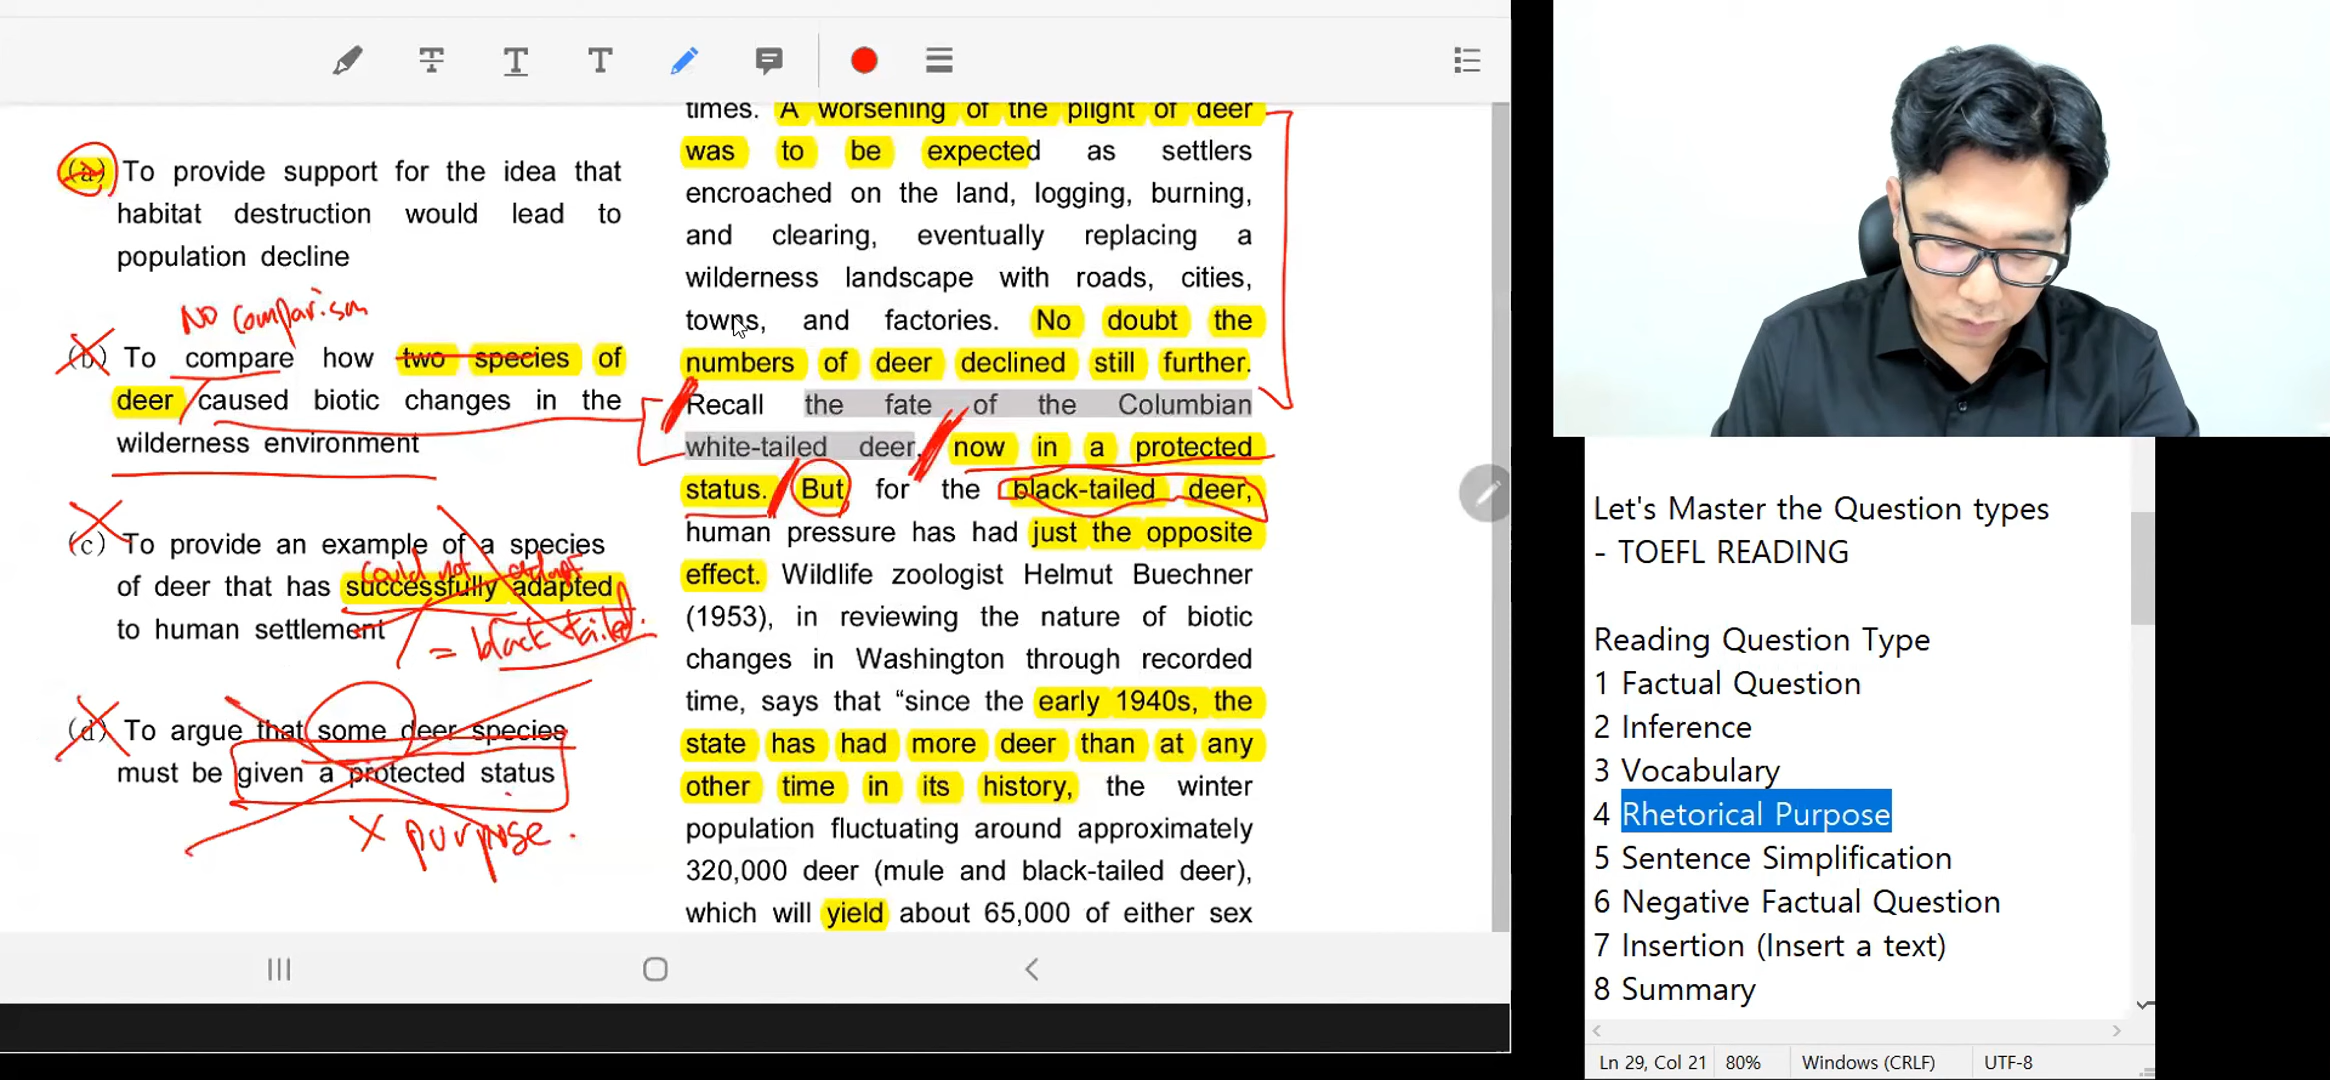 (a) To provide support for the idea that
habitat destruction would lead to
population decline
No comparison
(b) To compare how two species of
deer caused biotic changes in the
wilderness environment
(c) To provide an example of a species
could not adapt
of deer that has successfully adapted
to human settlement
= black tailed.
(d) To argue that some deer species
must be given a protected status
X purpose.
times. A worsening of the plight of deer
was to be expected as settlers
encroached on the land, logging, burning,
and clearing, eventually replacing a
wilderness landscape with roads, cities,
towns, and factories. No doubt the
numbers of deer declined still further.
Recall the fate of the Columbian
white-tailed deer, now in a protected
status. But for the black-tailed deer,
human pressure has had just the opposite
effect. Wildlife zoologist Helmut Buechner
(1953), in reviewing the nature of biotic
changes in Washington through recorded
time, says that “since the early 1940s, the
state has had more deer than at any
other time in its history, the winter
population fluctuating around approximately
320,000 deer (mule and black-tailed deer),
which will yield about 65,000 of either sex
Let's Master the Question types
- TOEFL READING
Reading Question Type
1 Factual Question
2 Inference
3 Vocabulary
4 Rhetorical Purpose
5 Sentence Simplification
6 Negative Factual Question
7 Insertion (Insert a text)
8 Summary
Ln 29, Col 21 80% Windows (CRLF) UTF-8